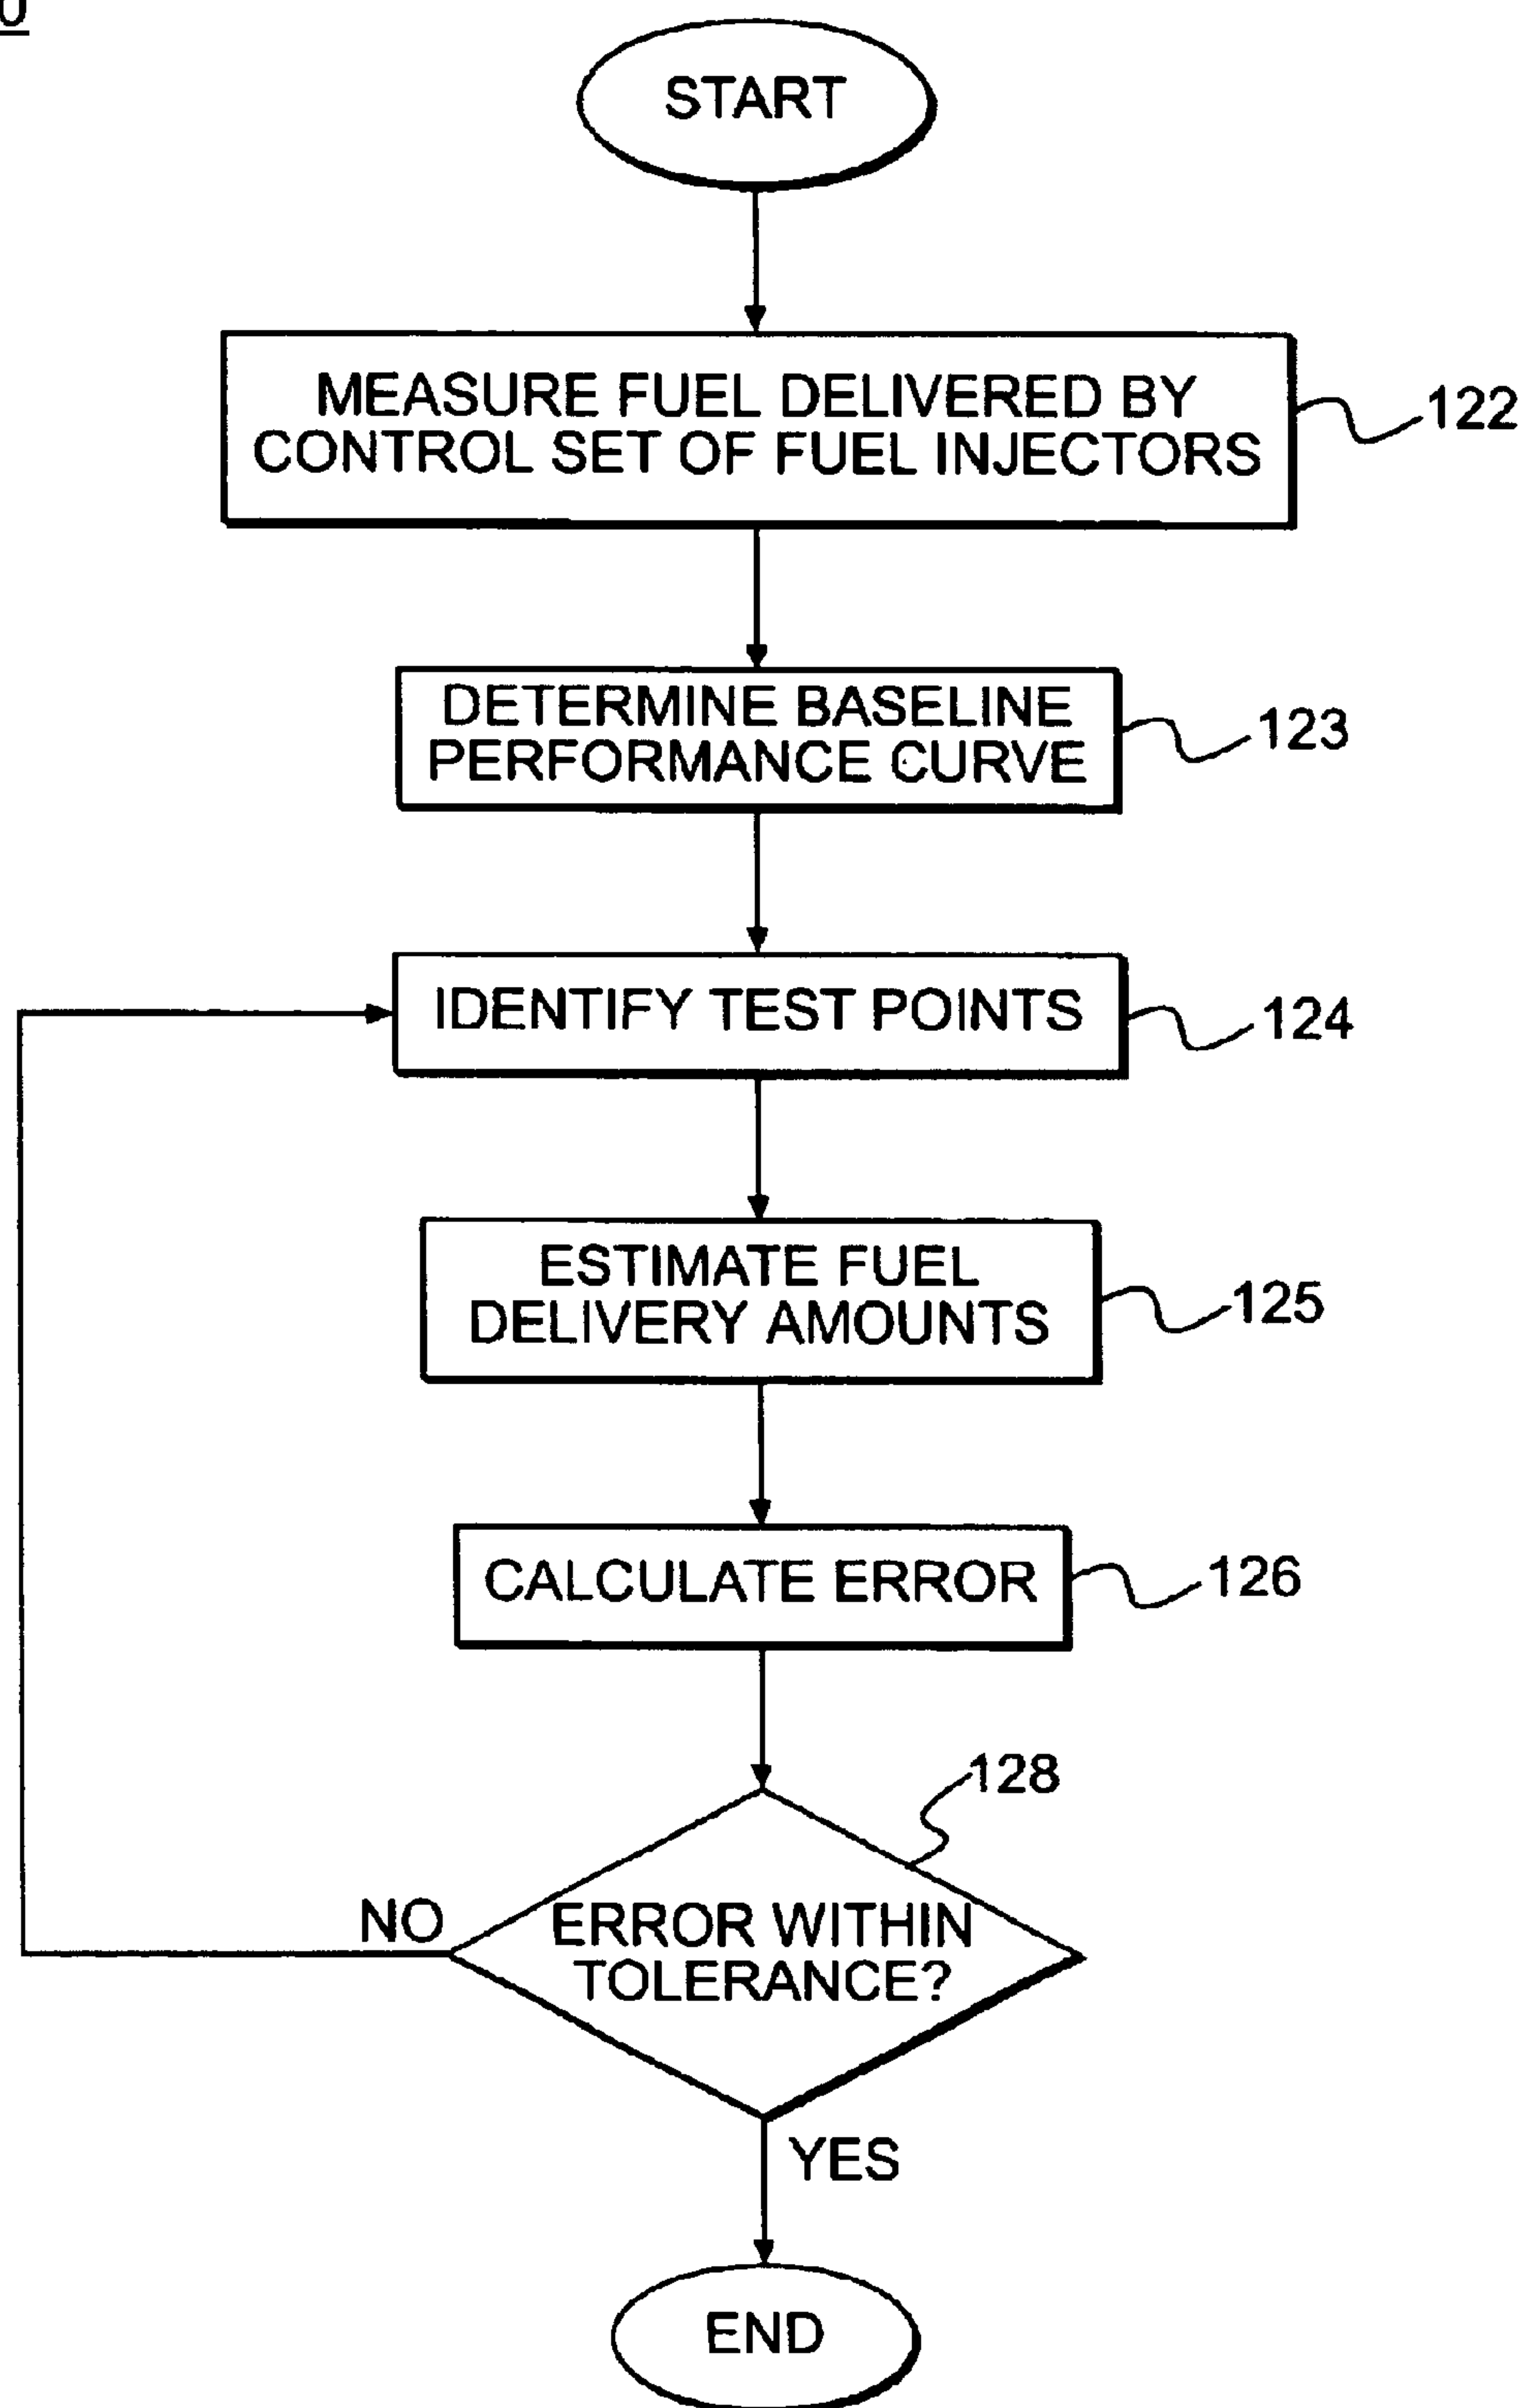 START
MEASURE FUEL DELIVERED BY
CONTROL SET OF FUEL INJECTORS
122
DETERMINE BASELINE
PERFORMANCE CURVE
123
IDENTIFY TEST POINTS
124
ESTIMATE FUEL
DELIVERY AMOUNTS
125
CALCULATE ERROR
126
128
NO
ERROR WITHIN
TOLERANCE?
YES
END